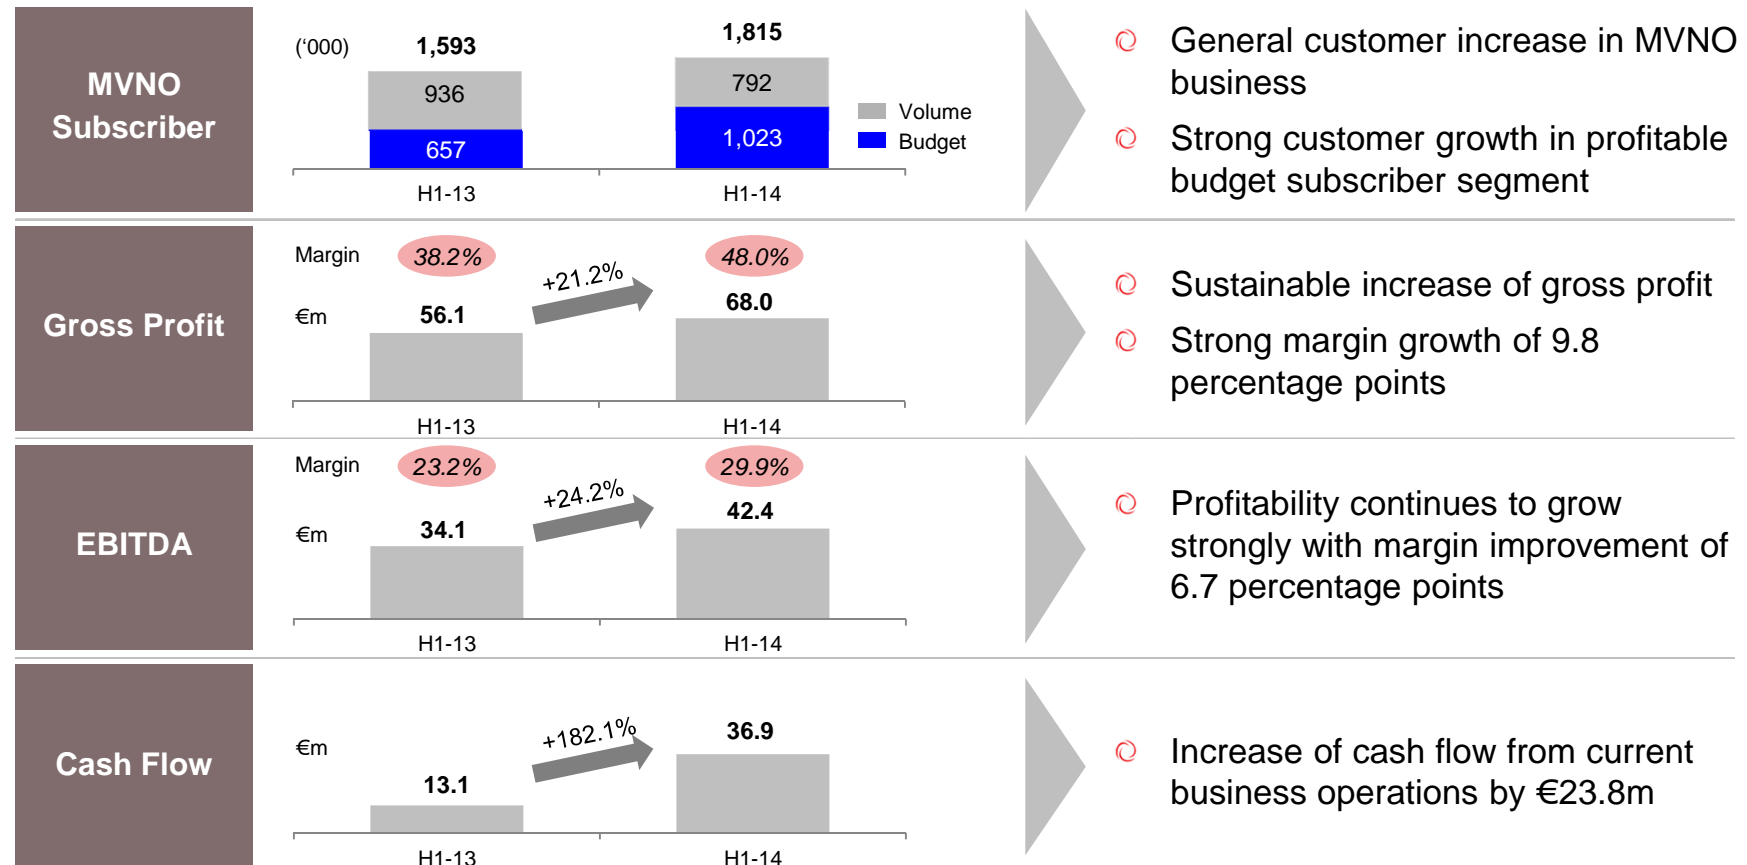 MVNO
Subscriber
(‘000)
1,593
1,815
936
792
657
1,023
Volume
Budget
H1-13
H1-14
General customer increase in MVNO
business
Strong customer growth in profitable
budget subscriber segment
Gross Profit
Margin
38.2%
48.0%
+21.2%
€m
56.1
68.0
H1-13
H1-14
Sustainable increase of gross profit
Strong margin growth of 9.8
percentage points
EBITDA
Margin
23.2%
29.9%
+24.2%
€m
34.1
42.4
H1-13
H1-14
Profitability continues to grow
strongly with margin improvement of
6.7 percentage points
Cash Flow
€m
13.1
+182.1%
36.9
H1-13
H1-14
Increase of cash flow from current
business operations by €23.8m